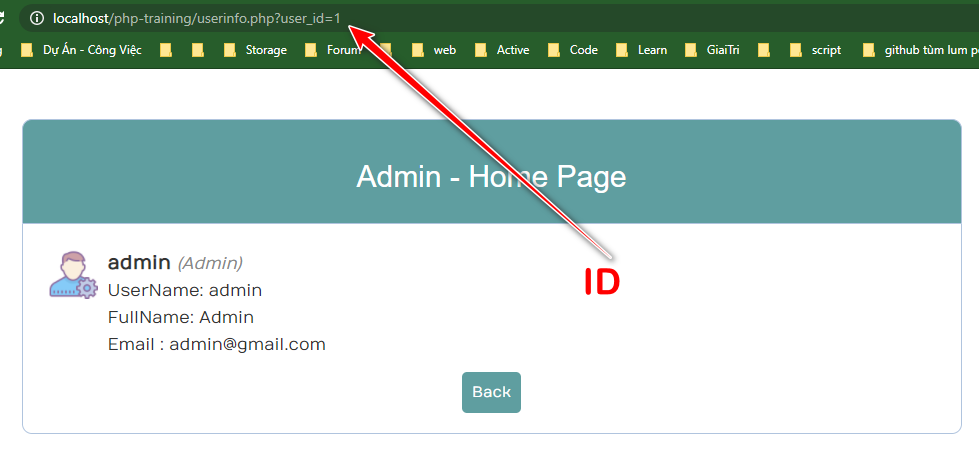 localhost/php-training/userinfo.php?user_id=1
Dự Án - Công Việc Storage Forum web Active Code Learn GiaiTri script github tùm lum
Admin - Home Page
admin (Admin)
UserName: admin
ID
FullName: Admin
Email : admin@gmail.com
Back